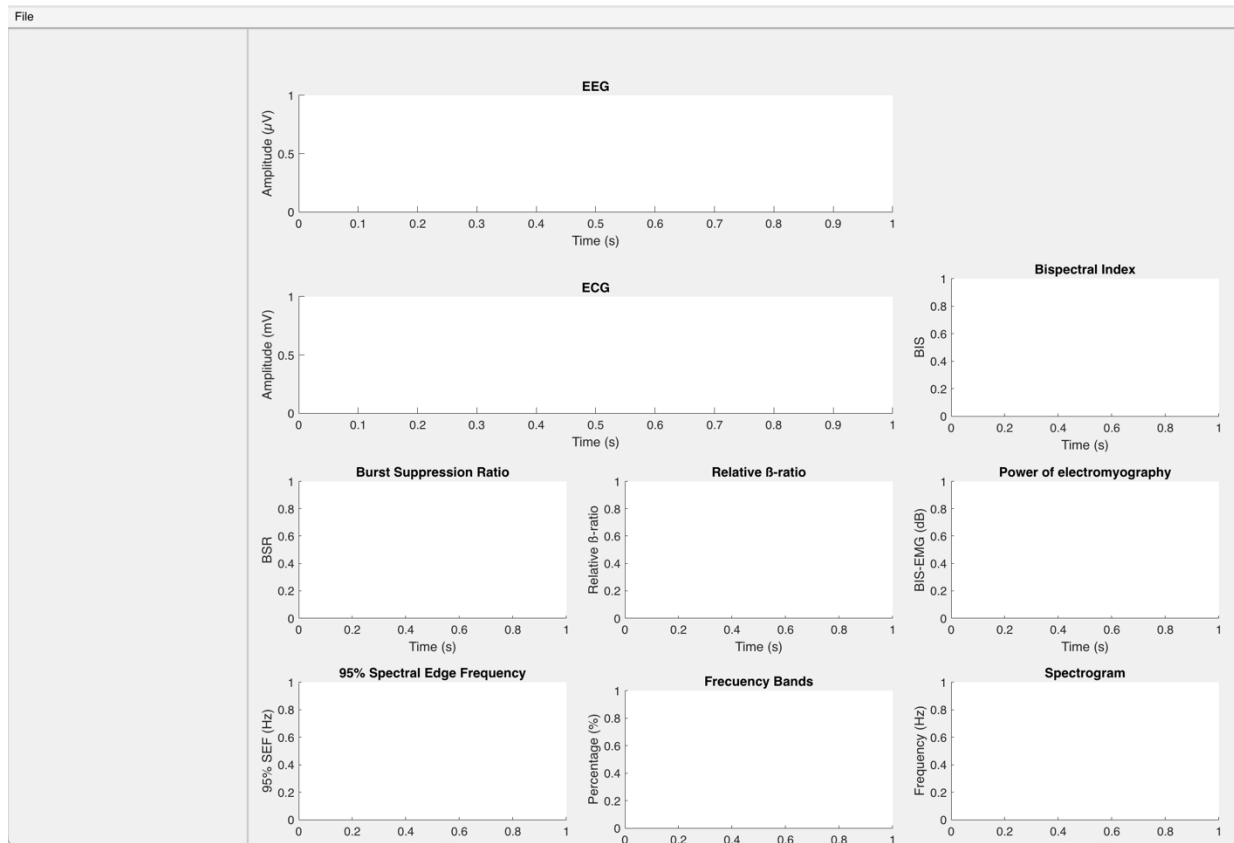 File
EEG
Amplitude (µV)
1
0.5
0
0 0.1 0.2 0.3 0.4 0.5 0.6 0.7 0.8 0.9 1
Time (s)
ECG
Amplitude (mV)
1
0.5
0
0 0.1 0.2 0.3 0.4 0.5 0.6 0.7 0.8 0.9 1
Time (s)
Bispectral Index
BIS
1
0.8
0.6
0.4
0.2
0
0 0.2 0.4 0.6 0.8 1
Time (s)
Burst Suppression Ratio
BSR
1
0.8
0.6
0.4
0.2
0
0 0.2 0.4 0.6 0.8 1
Time (s)
Relative ß-ratio
Relative ß-ratio
1
0.8
0.6
0.4
0.2
0
0 0.2 0.4 0.6 0.8 1
Time (s)
Power of electromyography
BIS-EMG (dB)
1
0.8
0.6
0.4
0.2
0
0 0.2 0.4 0.6 0.8 1
Time (s)
95% Spectral Edge Frequency
95% SEF (Hz)
1
0.8
0.6
0.4
0.2
0
0 0.2 0.4 0.6 0.8 1
Frecuency Bands
Percentage (%)
1
0.8
0.6
0.4
0.2
0
0 0.2 0.4 0.6 0.8 1
Spectrogram
Frequency (Hz)
1
0.8
0.6
0.4
0.2
0
0 0.2 0.4 0.6 0.8 1